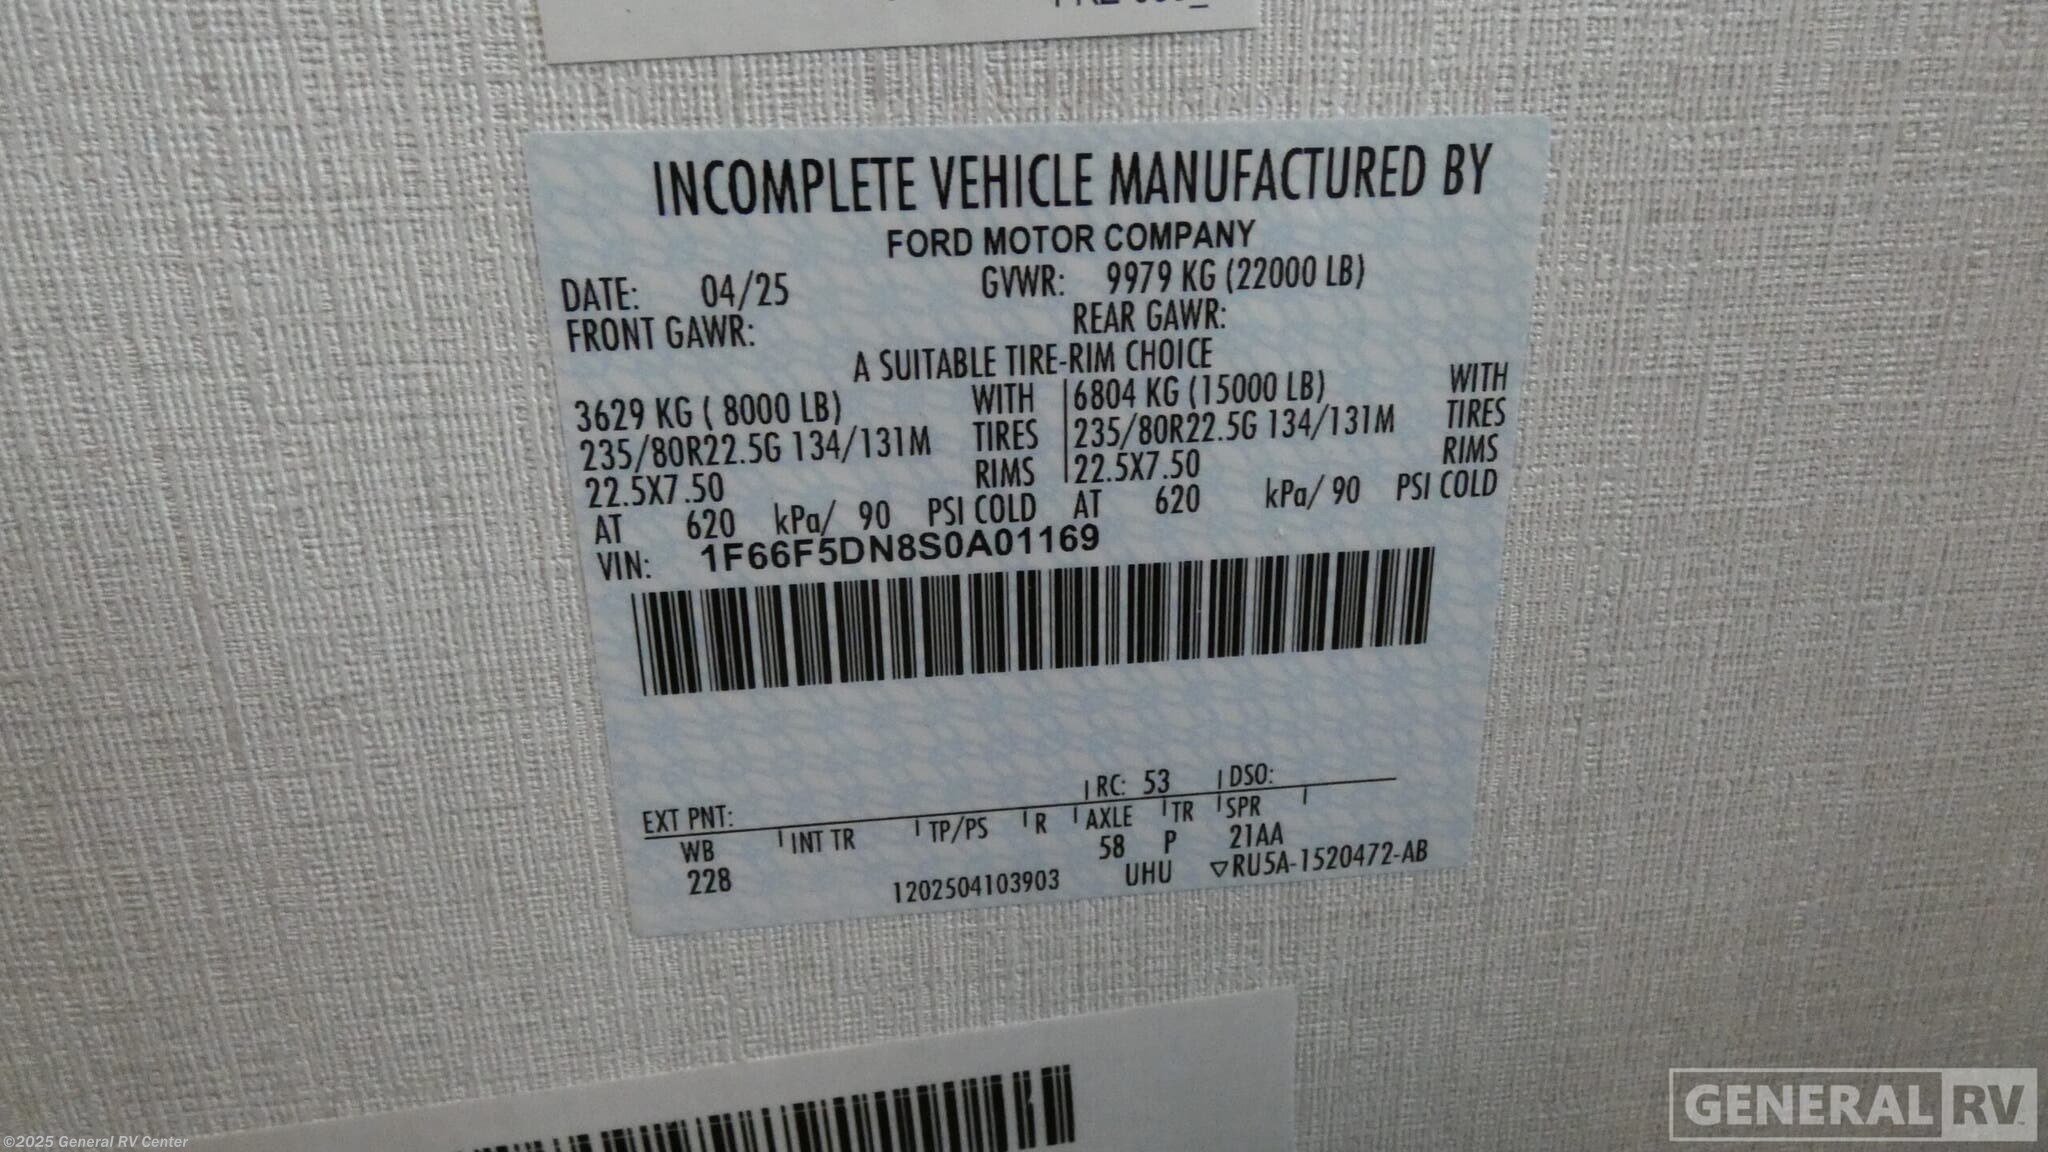 INCOMPLETE VEHICLE MANUFACTURED BY
FORD MOTOR COMPANY
DATE: 04/25 GVWR: 9979 KG (22000 LB)
FRONT GAWR: REAR GAWR:
A SUITABLE TIRE-RIM CHOICE
3629 KG ( 8000 LB) WITH 6804 KG (15000 LB) WITH
235/80R22.5G 134/131M TIRES 235/80R22.5G 134/131M TIRES
22.5X7.50 RIMS 22.5X7.50 RIMS
AT 620 kPa/ 90 PSI COLD AT 620 kPa/ 90 PSI COLD
VIN: 1F66F5DN8S0A01169
EXT PNT: RC: 53 DSO:
WB INT TR TP/PS R AXLE TR SPR
228 58 P 21AA
1202504103903 UHU ▽RU5A-1520472-AB
GENERAL RV
©2025 General RV Center